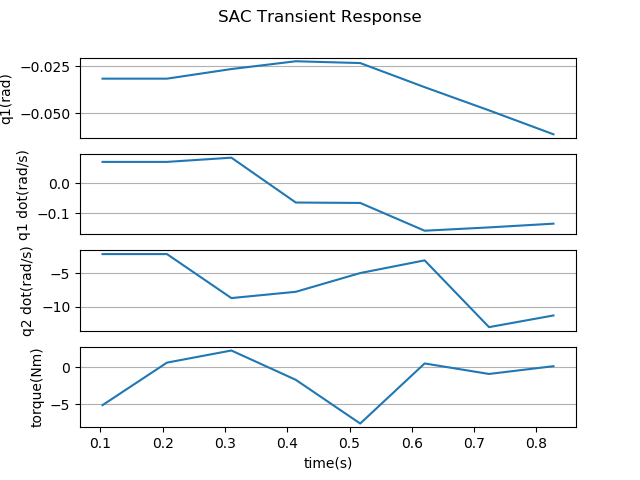 SAC Transient Response
q1(rad)
−0.025
−0.050
q1 dot(rad/s)
0.0
−0.1
q2 dot(rad/s)
−5
−10
torque(Nm)
0
−5
0.1 0.2 0.3 0.4 0.5 0.6 0.7 0.8
time(s)